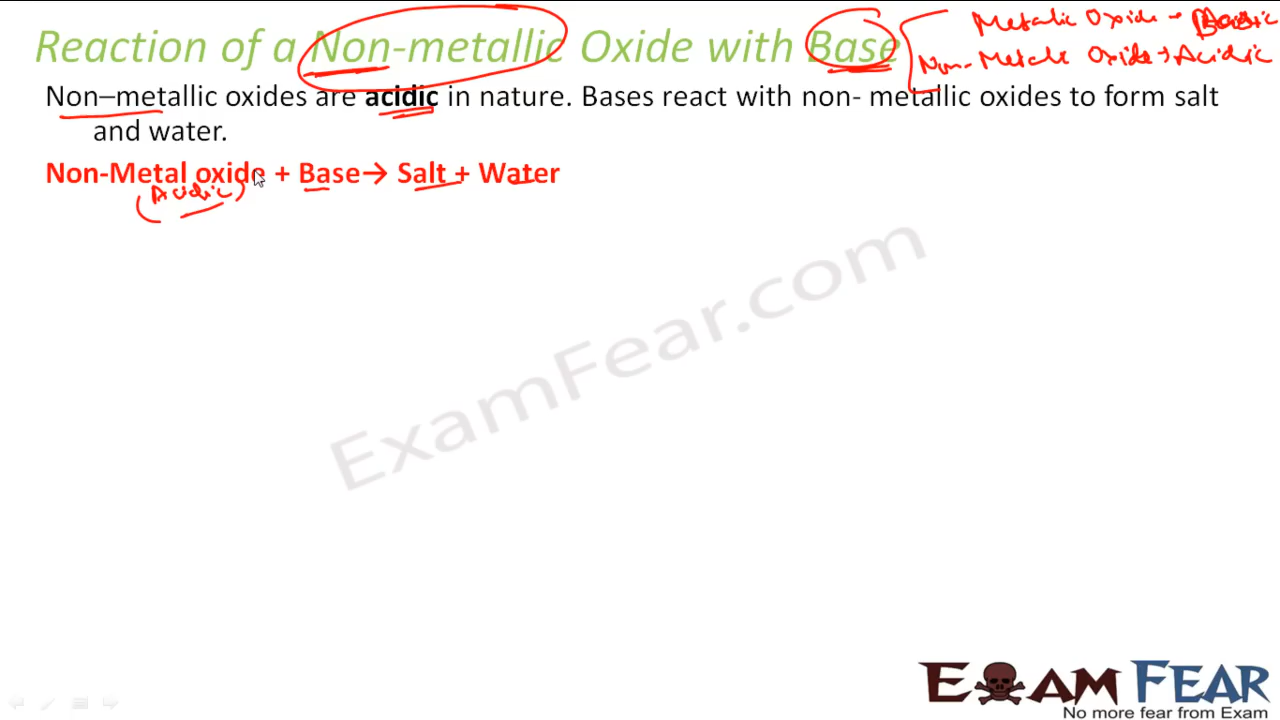 Reaction of a Non-metallic Oxide with Base
Metalic Oxide → Basic
Non-Metalic Oxide → Acidic
Non–metallic oxides are acidic in nature. Bases react with non- metallic oxides to form salt
and water.
Non-Metal oxide + Base→ Salt + Water
(Acidic)
ExamFear.com
EXAM FEAR
No more fear from Exam